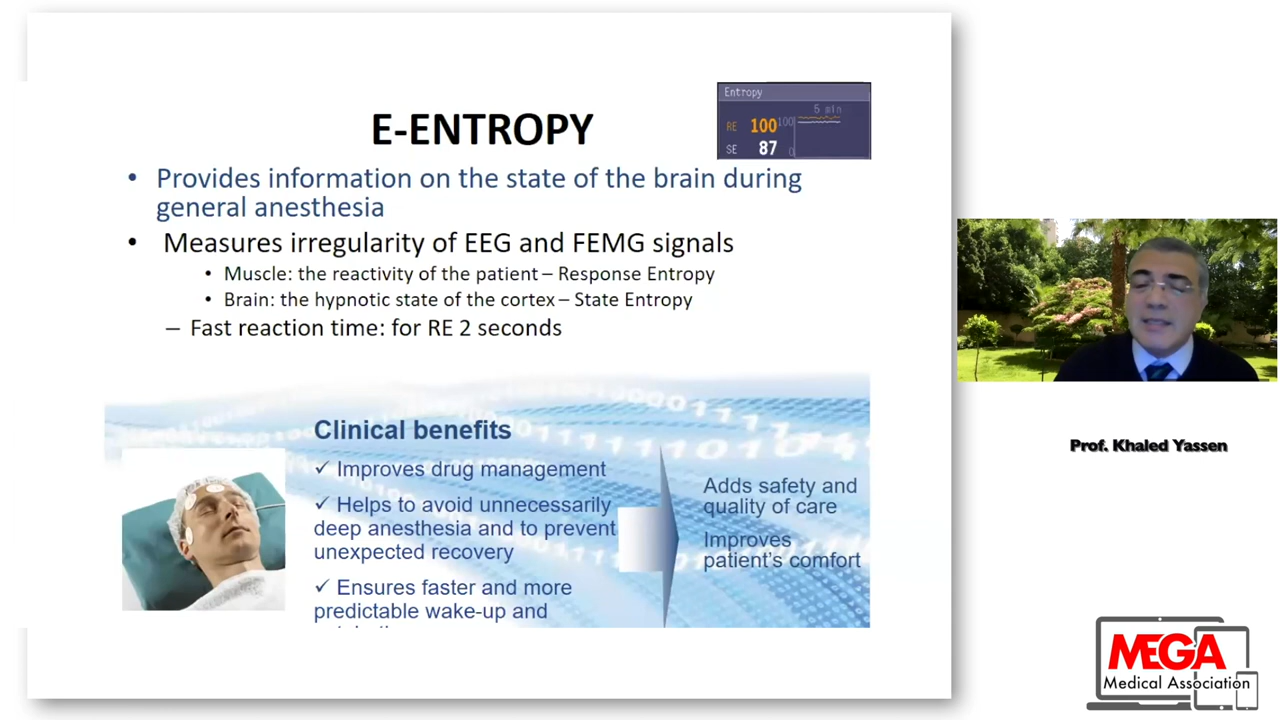 E-ENTROPY
Entropy
5 min
RE 100 100
SE 87 0
• Provides information on the state of the brain during
general anesthesia
• Measures irregularity of EEG and FEMG signals
• Muscle: the reactivity of the patient – Response Entropy
• Brain: the hypnotic state of the cortex – State Entropy
– Fast reaction time: for RE 2 seconds
Clinical benefits
✓ Improves drug management
✓ Helps to avoid unnecessarily
deep anesthesia and to prevent
unexpected recovery
✓ Ensures faster and more
predictable wake-up and
Adds safety and
quality of care
Improves
patient's comfort
Prof. Khaled Yassen
MEGA
Medical Association